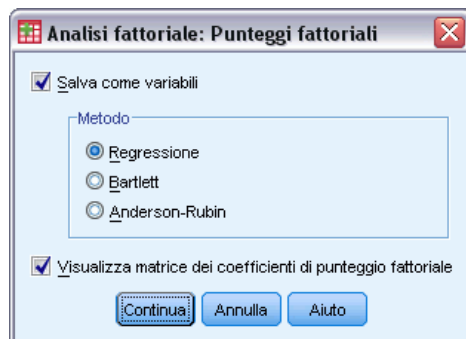 Analisi fattoriale: Punteggi fattoriali
Salva come variabili
Metodo
Regressione
Bartlett
Anderson-Rubin
Visualizza matrice dei coefficienti di punteggio fattoriale
Continua Annulla Aiuto